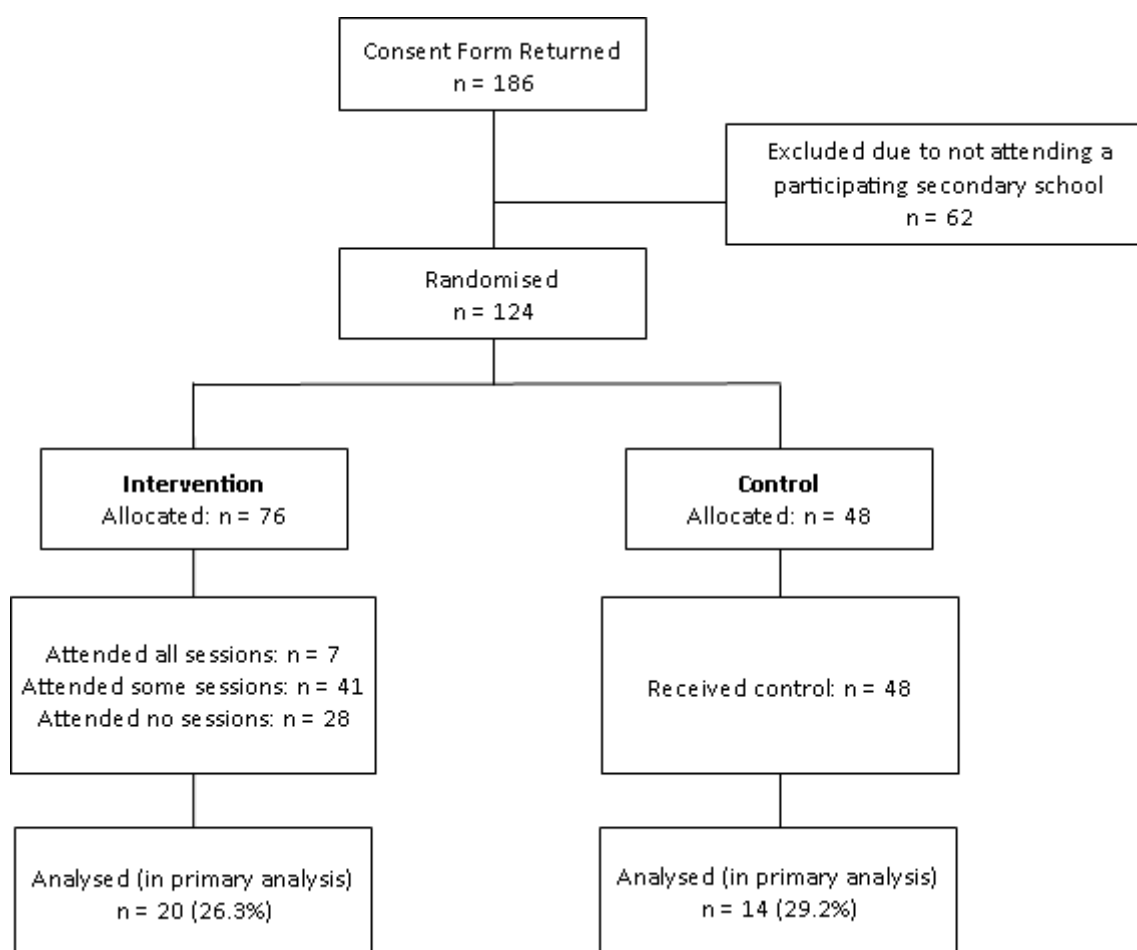 Consent Form Returned
n = 186
Excluded due to not attending a
participating secondary school
n = 62
Randomised
n = 124
Intervention
Allocated: n = 76
Control
Allocated: n = 48
Attended all sessions: n = 7
Attended some sessions: n = 41
Attended no sessions: n = 28
Received control: n = 48
Analysed (in primary analysis)
n = 20 (26.3%)
Analysed (in primary analysis)
n = 14 (29.2%)